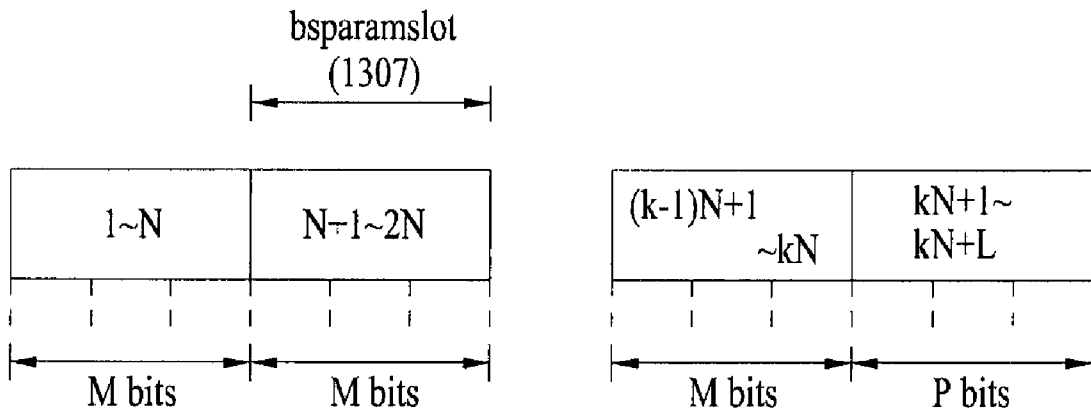 bsparamslot
(1307)
1~N
N+1~2N
(k-1)N+1
~kN
kN+1~
kN+L
M bits
M bits
M bits
P bits